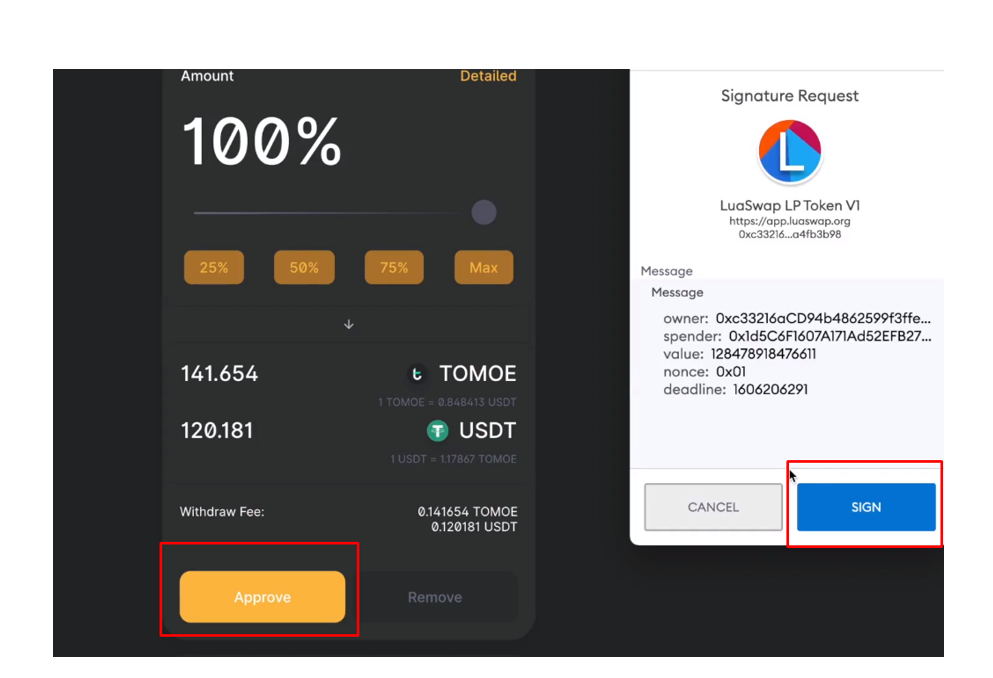 Amount Detailed
100%
25% 50% 75% Max
141.654 TOMOE
1 TOMOE = 0.848413 USDT
120.181 USDT
1 USDT = 1.17867 TOMOE
Withdraw Fee: 0.141654 TOMOE
0.120181 USDT
Approve Remove
Signature Request
L
LuaSwap LP Token V1
https://app.luaswap.org
0xc33216...a4fb3b98
Message
Message
owner: 0xc33216aCD94b4862599f3ffe...
spender: 0x1d5C6F1607A171Ad52EFB27...
value: 128478918476611
nonce: 0x01
deadline: 1606206291
CANCEL SIGN